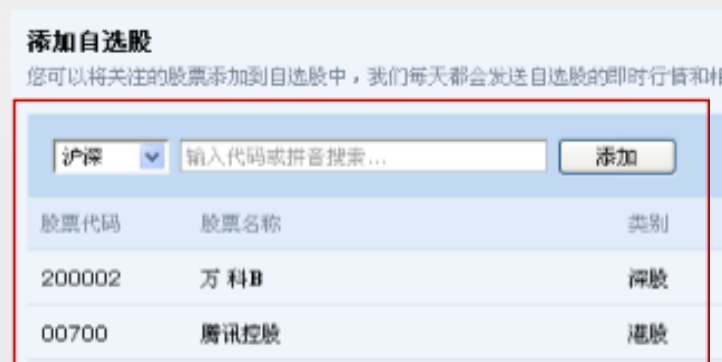 添加自选股
您可以将关注的股票添加到自选股中，我们每天都会发送自选股的即时行情和相
沪深 输入代码或拼音搜索... 添加
股票代码 股票名称 类别
200002 万 科B 深股
00700 腾讯控股 港股